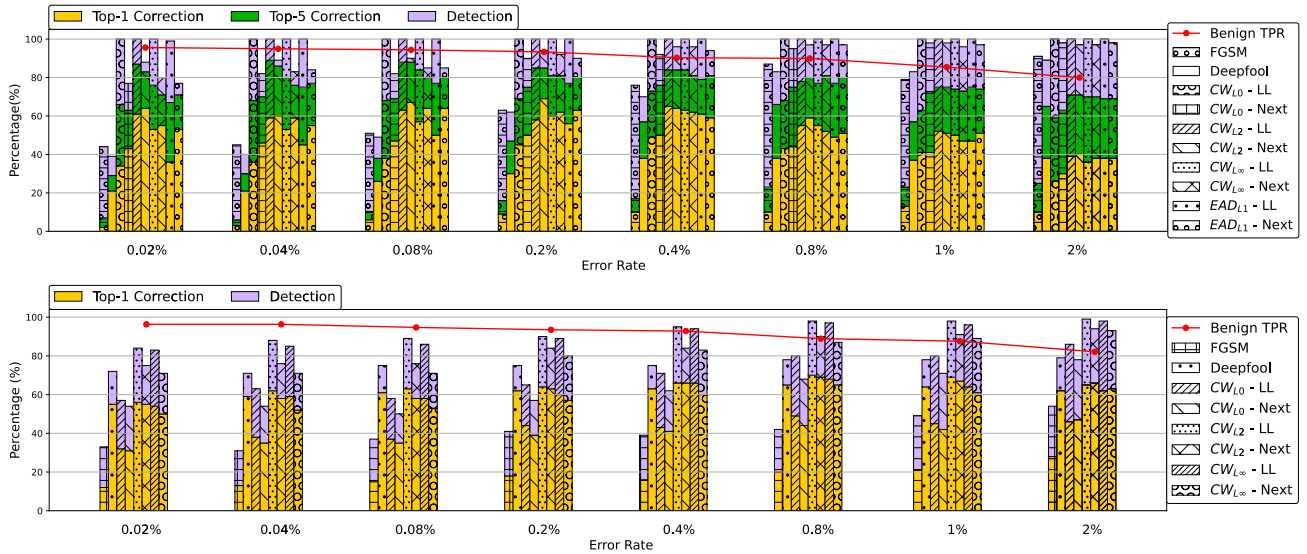 Top-1 Correction Top-5 Correction Detection
100
80
60
40
20
0
Percentage(%)
0.02% 0.04% 0.08% 0.2% 0.4% 0.8% 1% 2%
Error Rate
Benign TPR
FGSM
Deepfool
CW_L0 - LL
CW_L0 - Next
CW_L2 - LL
CW_L2 - Next
CW_L∞ - LL
CW_L∞ - Next
EAD_L1 - LL
EAD_L1 - Next
Top-1 Correction Detection
100
80
60
40
20
0
Percentage (%)
0.02% 0.04% 0.08% 0.2% 0.4% 0.8% 1% 2%
Error Rate
Benign TPR
FGSM
Deepfool
CW_L0 - LL
CW_L0 - Next
CW_L2 - LL
CW_L2 - Next
CW_L∞ - LL
CW_L∞ - Next